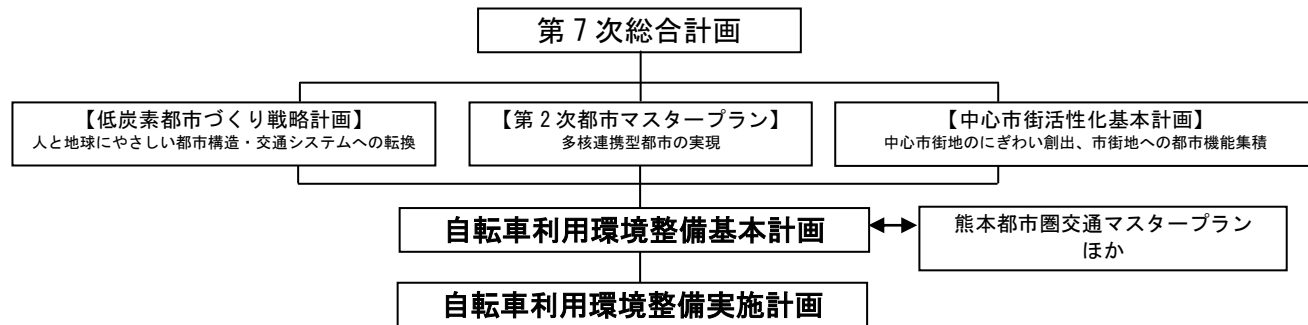 第7次総合計画
【低炭素都市づくり戦略計画】
人と地球にやさしい都市構造・交通システムへの転換
【第2次都市マスタープラン】
多核連携型都市の実現
【中心市街活性化基本計画】
中心市街地のにぎわい創出、市街地への都市機能集積
自転車利用環境整備基本計画
熊本都市圏交通マスタープラン
ほか
自転車利用環境整備実施計画